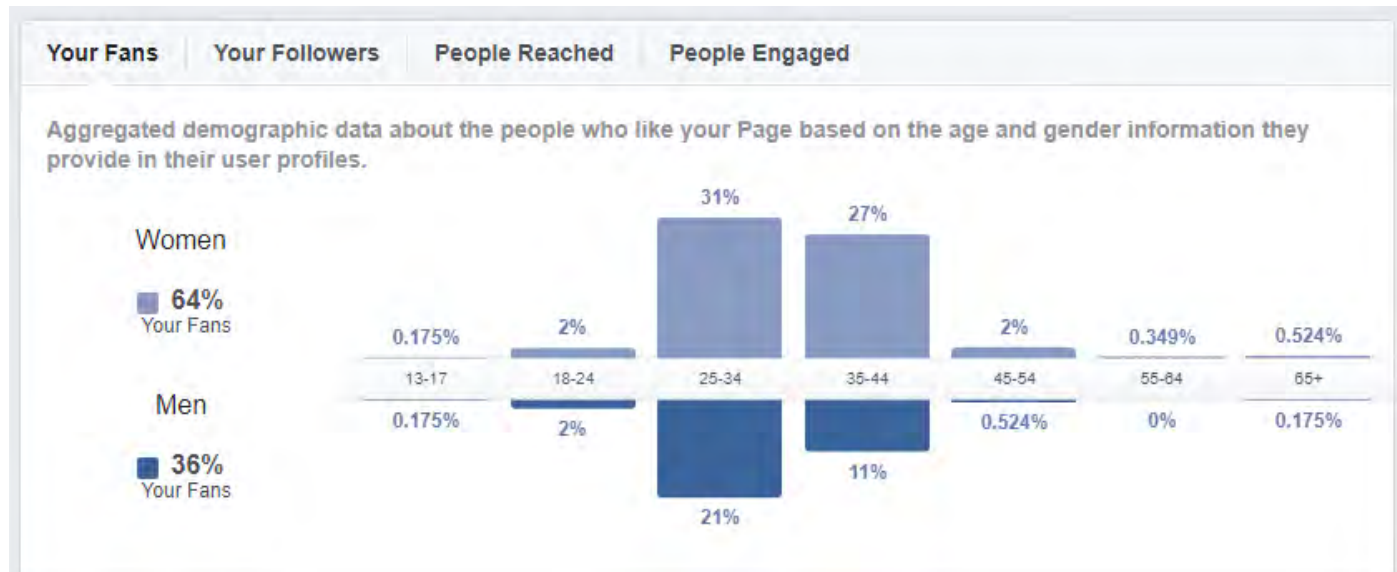 Your Fans Your Followers People Reached People Engaged
Aggregated demographic data about the people who like your Page based on the age and gender information they
provide in their user profiles.
31%
27%
Women
64%
Your Fans
0.175% 2% 2% 0.349% 0.524%
13-17 18-24 25-34 35-44 45-54 55-64 65+
Men
0.175% 2% 0.524% 0% 0.175%
36%
Your Fans
11%
21%